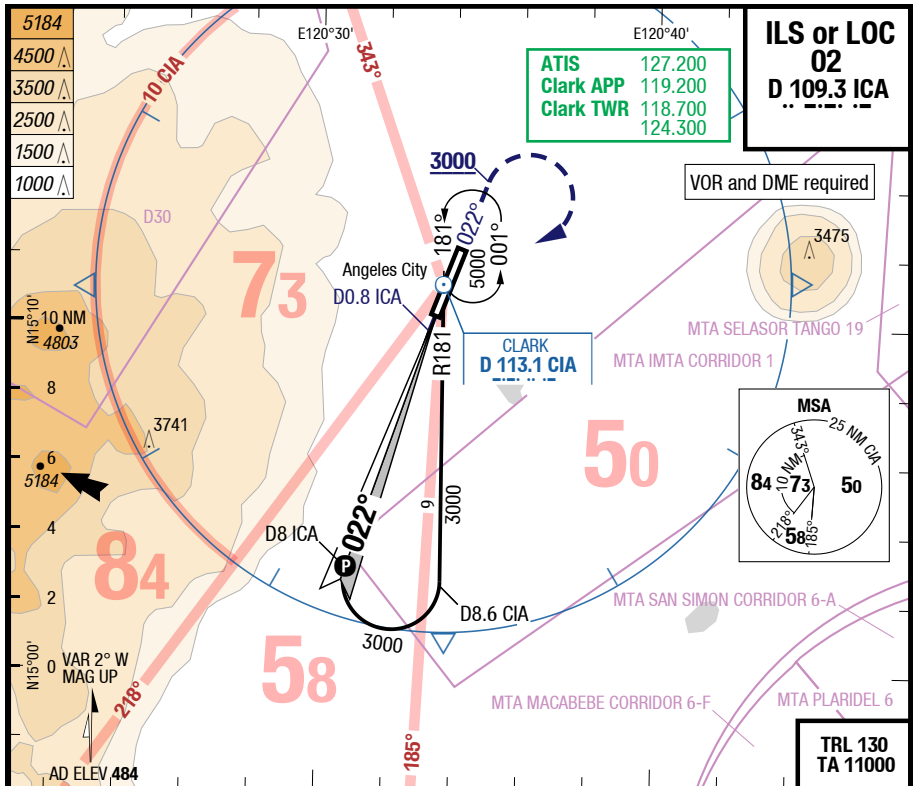 5184
4500
3500
2500
1500
1000
E120°30'
E120°40'
ILS or LOC
02
D 109.3 ICA
ATIS 127.200
Clark APP 119.200
Clark TWR 118.700
124.300
VOR and DME required
10 CIA
343°
3000
181°
022°
5000
001°
D30
73
Angeles City
D0.8 ICA
3475
N15°10'
10 NM
4803
R181
CLARK
D 113.1 CIA
MTA SELASOR TANGO 19
MTA IMTA CORRIDOR 1
8
3741
6
5184
50
MSA
25 NM CIA
343°
10 NM
84
73
50
218°
58
185°
9
3000
4
022°
D8 ICA
P
84
2
D8.6 CIA
3000
MTA SAN SIMON CORRIDOR 6-A
N15°00'
0
VAR 2° W
MAG UP
218°
58
185°
MTA MACABEBE CORRIDOR 6-F
MTA PLARIDEL 6
AD ELEV 484
TRL 130
TA 11000